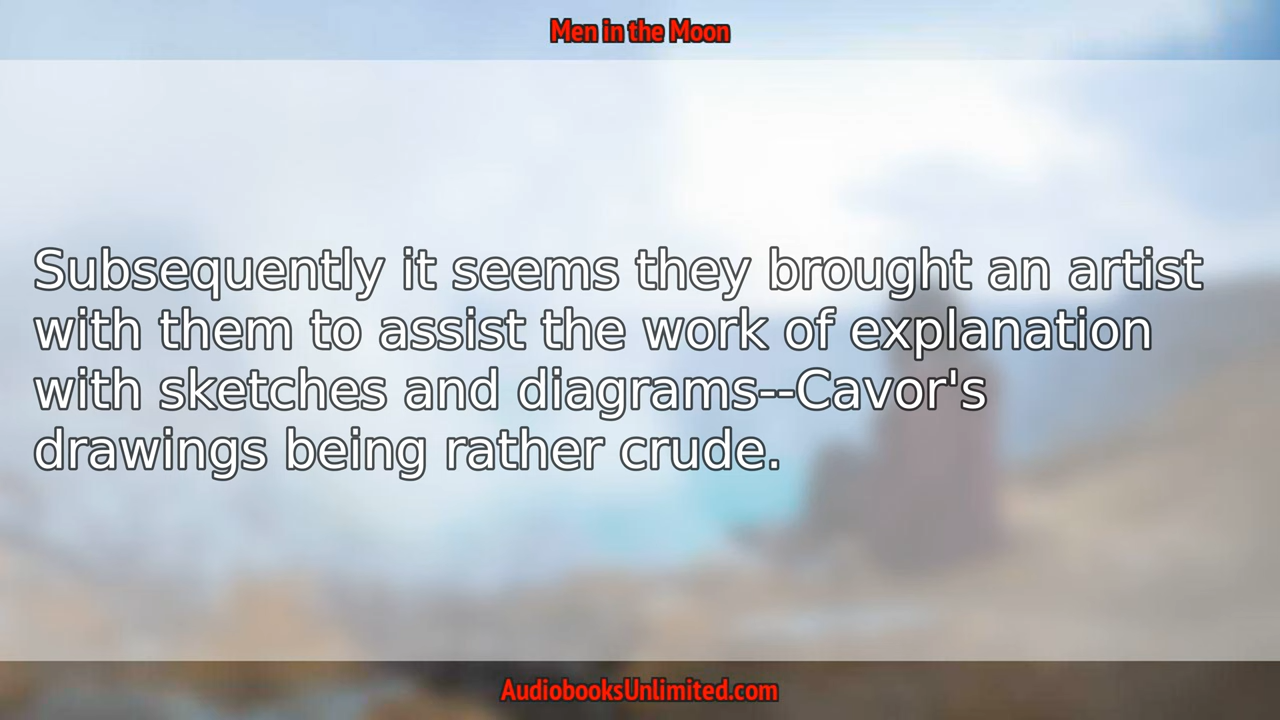 Men in the Moon
Subsequently it seems they brought an artist
with them to assist the work of explanation
with sketches and diagrams--Cavor's
drawings being rather crude.
AudiobooksUnlimited.com